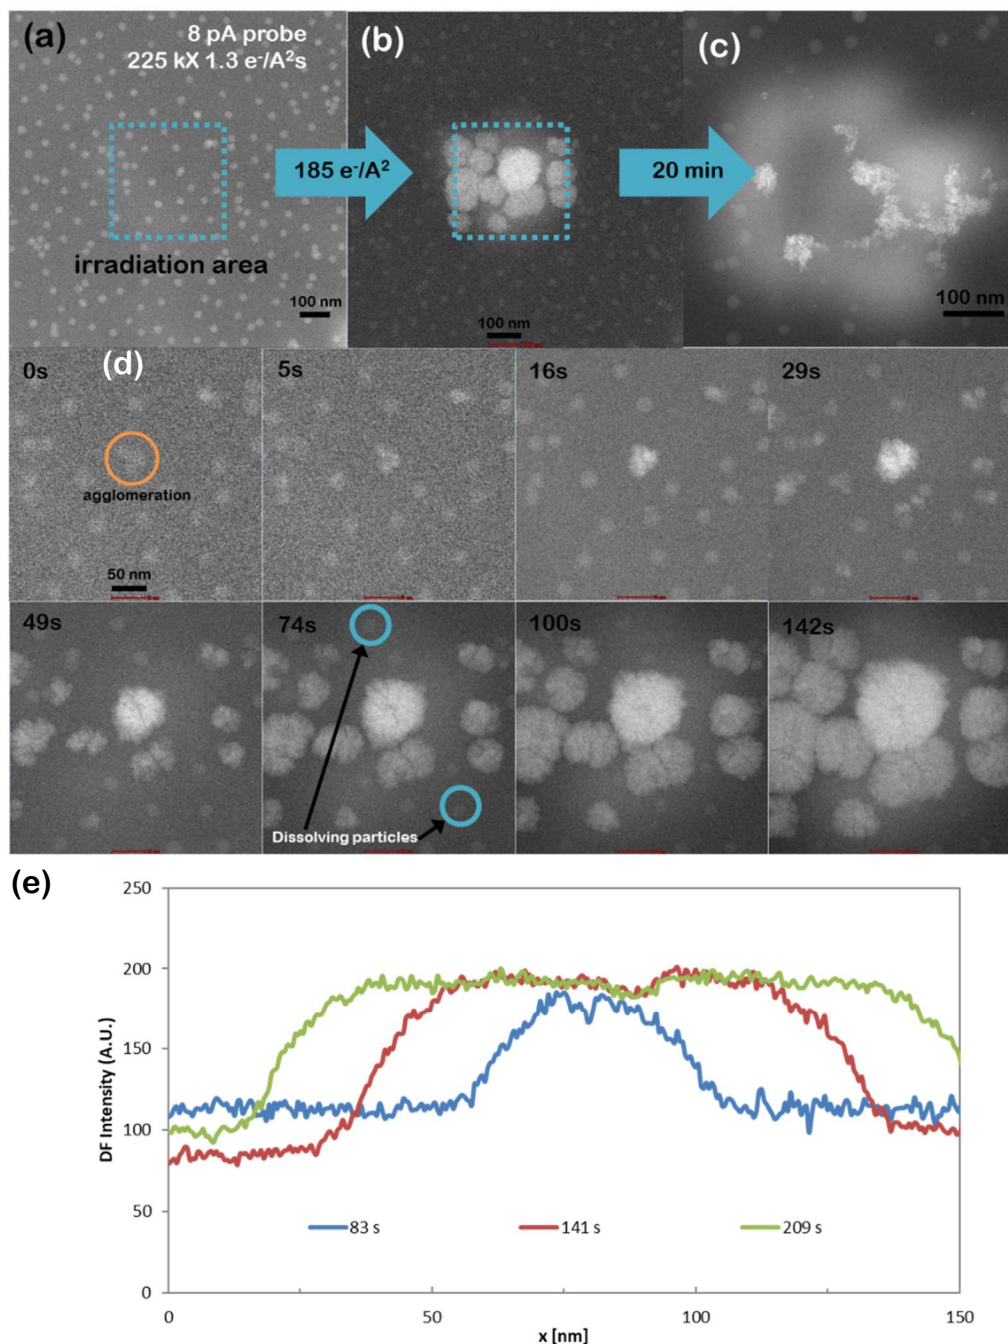 (a)
8 pA probe
225 kX 1.3 e⁻/A²s
irradiation area
100 nm
185 e⁻/A²
(b)
100 nm
20 min
(c)
100 nm
(d)
0s
agglomeration
50 nm
5s
16s
29s
49s
74s
Dissolving particles
100s
142s
(e)
DF Intensity (A.U.)
250
200
150
100
50
0
83 s
141 s
209 s
0
50
100
150
x [nm]